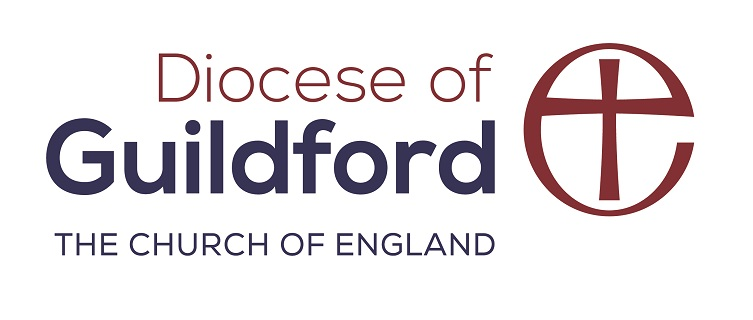 Diocese of
Guildford
THE CHURCH OF ENGLAND